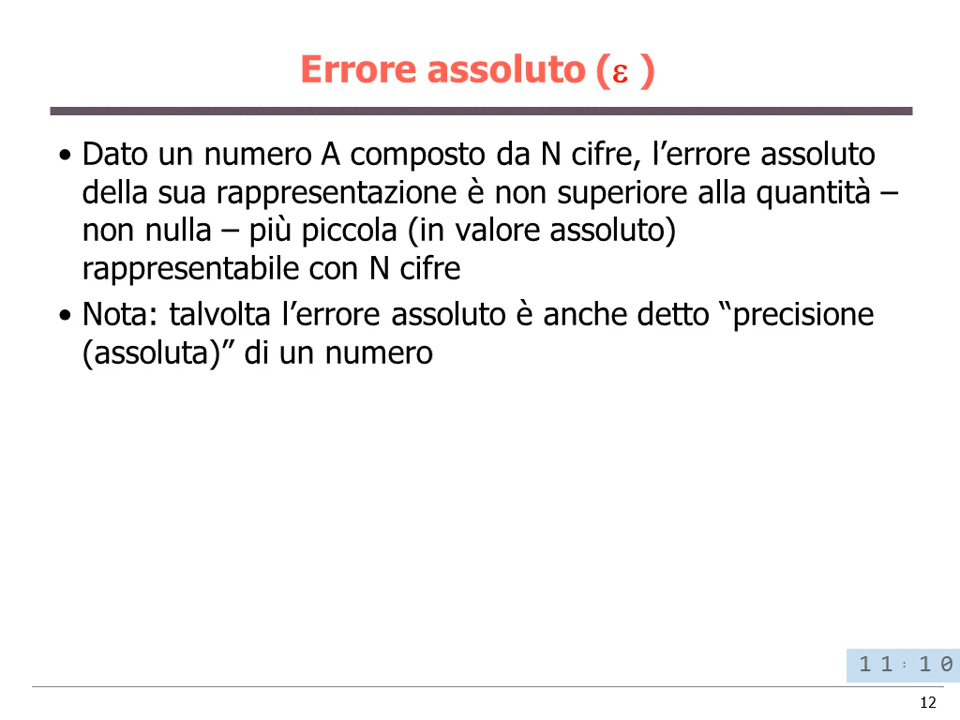 Errore assoluto (ε )
• Dato un numero A composto da N cifre, l’errore assoluto
della sua rappresentazione è non superiore alla quantità –
non nulla – più piccola (in valore assoluto)
rappresentabile con N cifre
• Nota: talvolta l’errore assoluto è anche detto “precisione
(assoluta)” di un numero
11:10
12